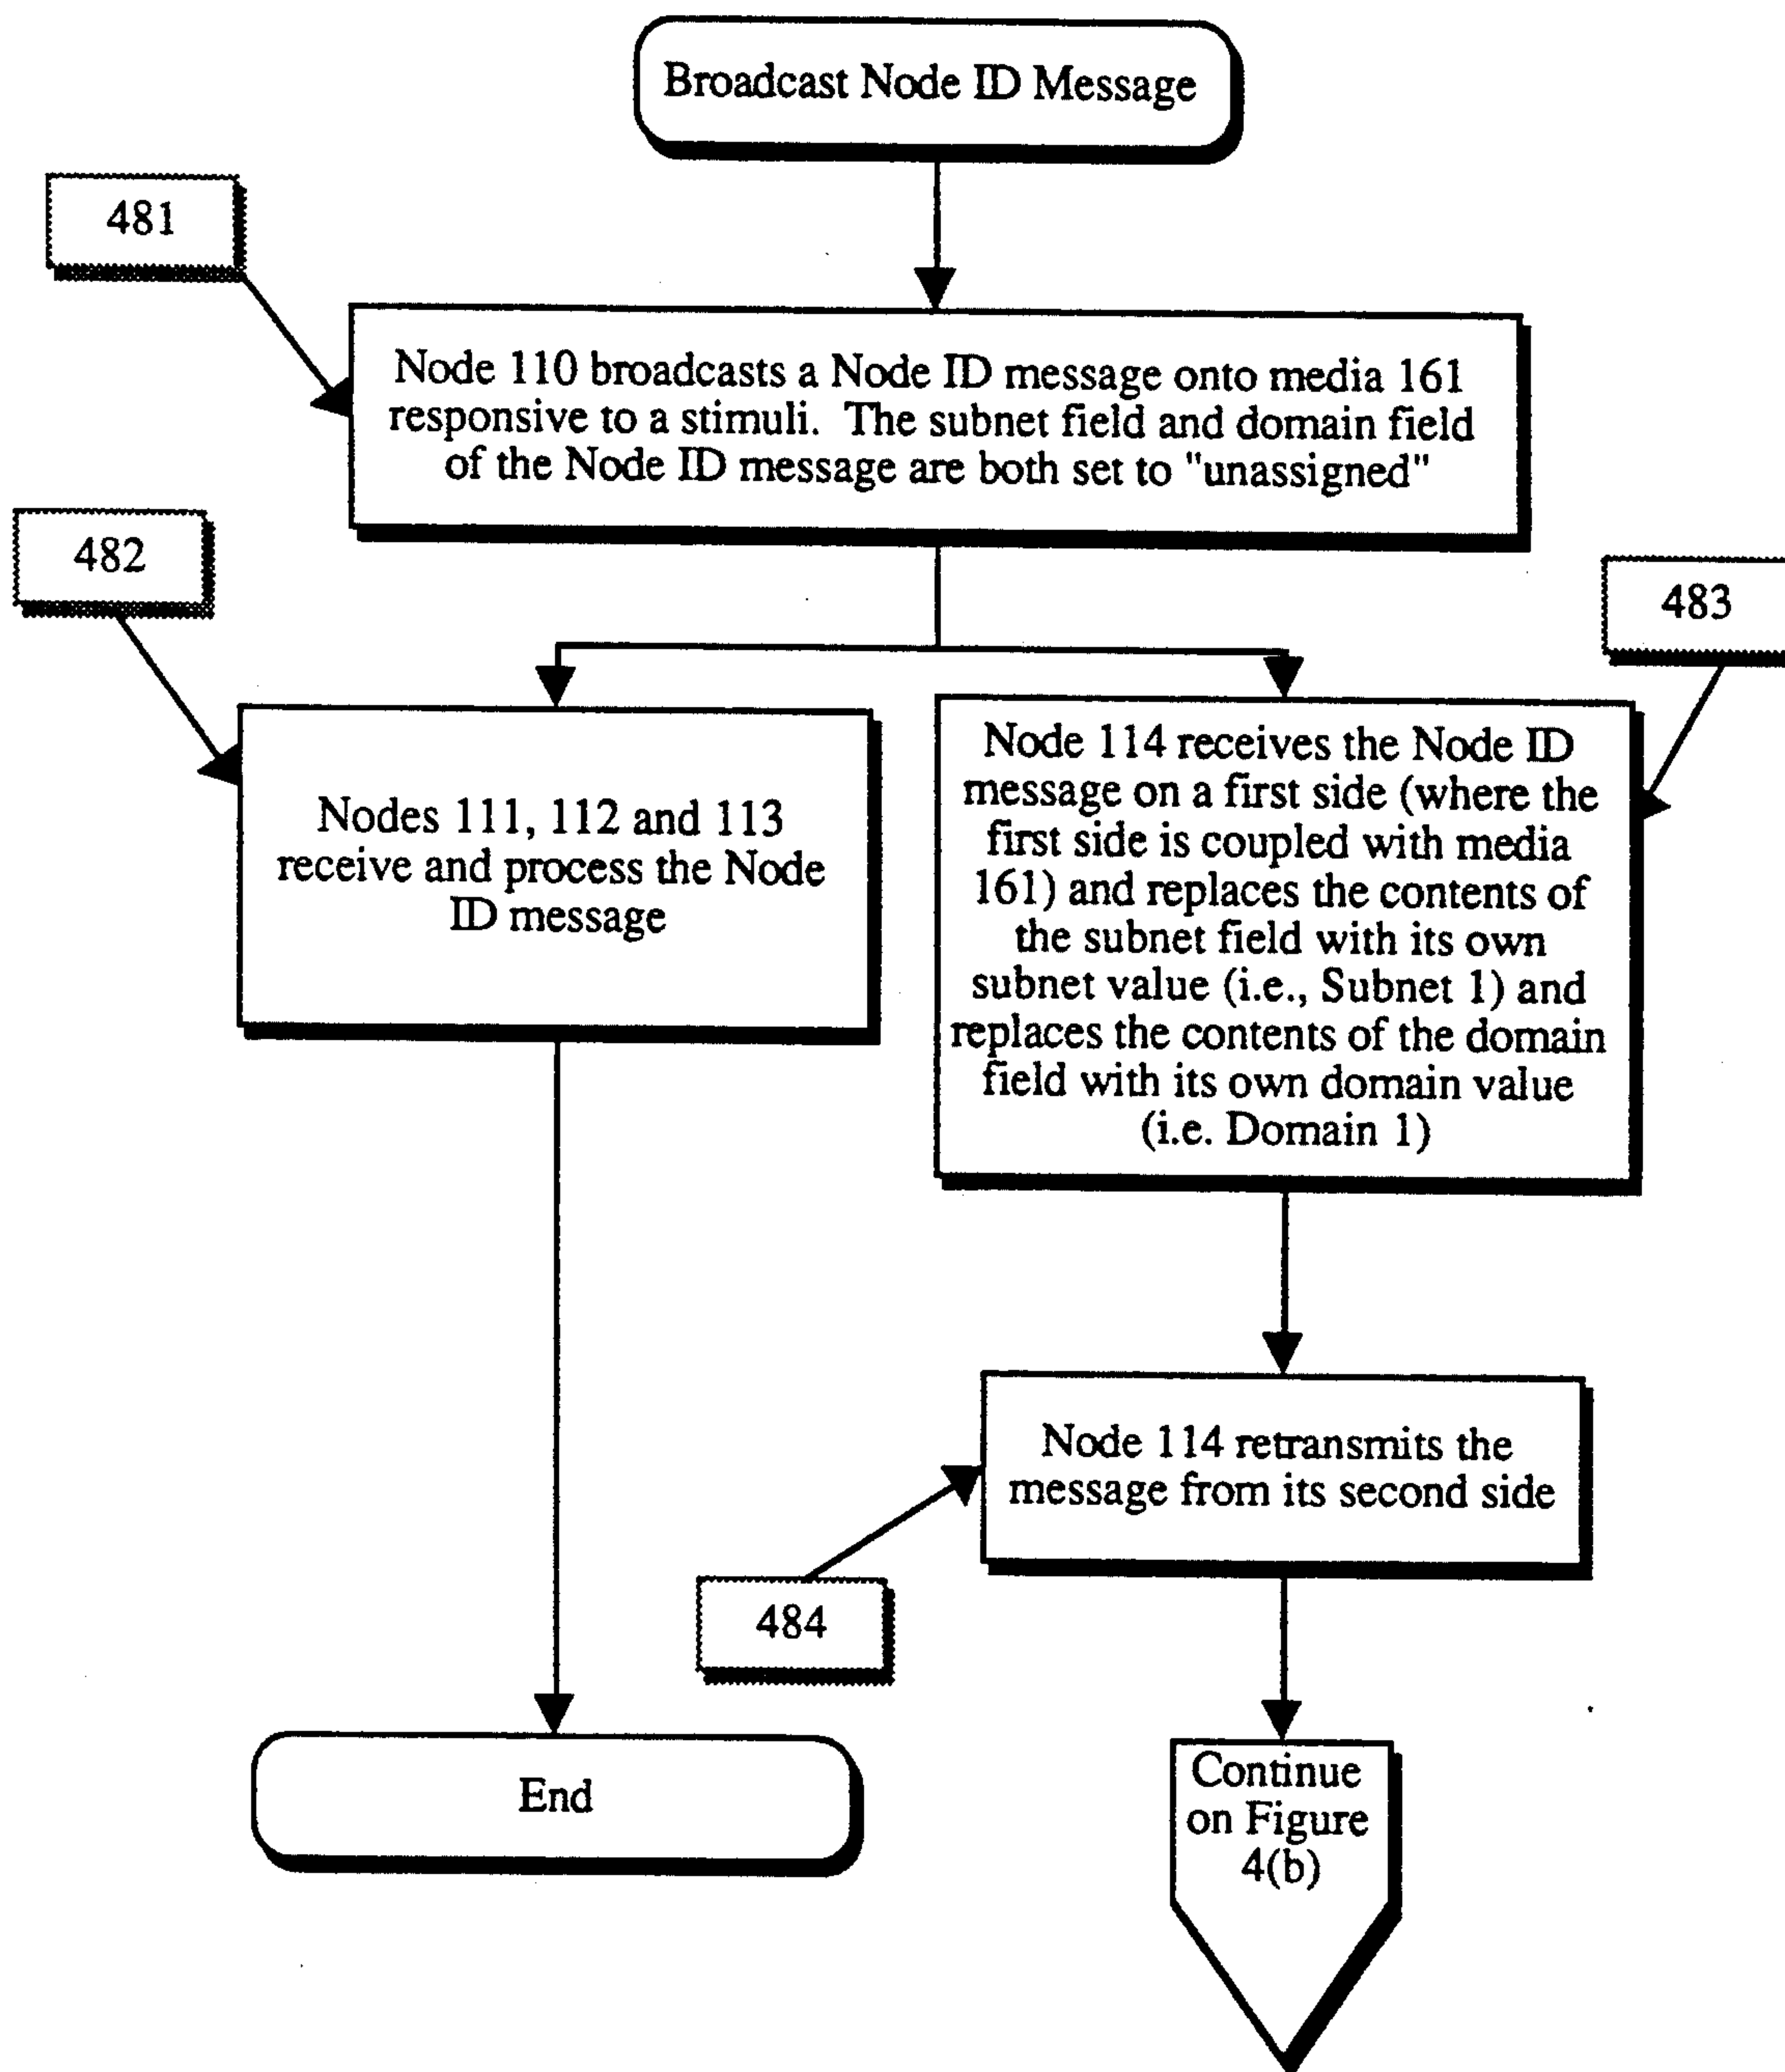 Broadcast Node ID Message
481
Node 110 broadcasts a Node ID message onto media 161
responsive to a stimuli. The subnet field and domain field
of the Node ID message are both set to "unassigned"
482
483
Nodes 111, 112 and 113
receive and process the Node
ID message
Node 114 receives the Node ID
message on a first side (where the
first side is coupled with media
161) and replaces the contents of
the subnet field with its own
subnet value (i.e., Subnet 1) and
replaces the contents of the domain
field with its own domain value
(i.e. Domain 1)
Node 114 retransmits the
message from its second side
484
End
Continue
on Figure
4(b)